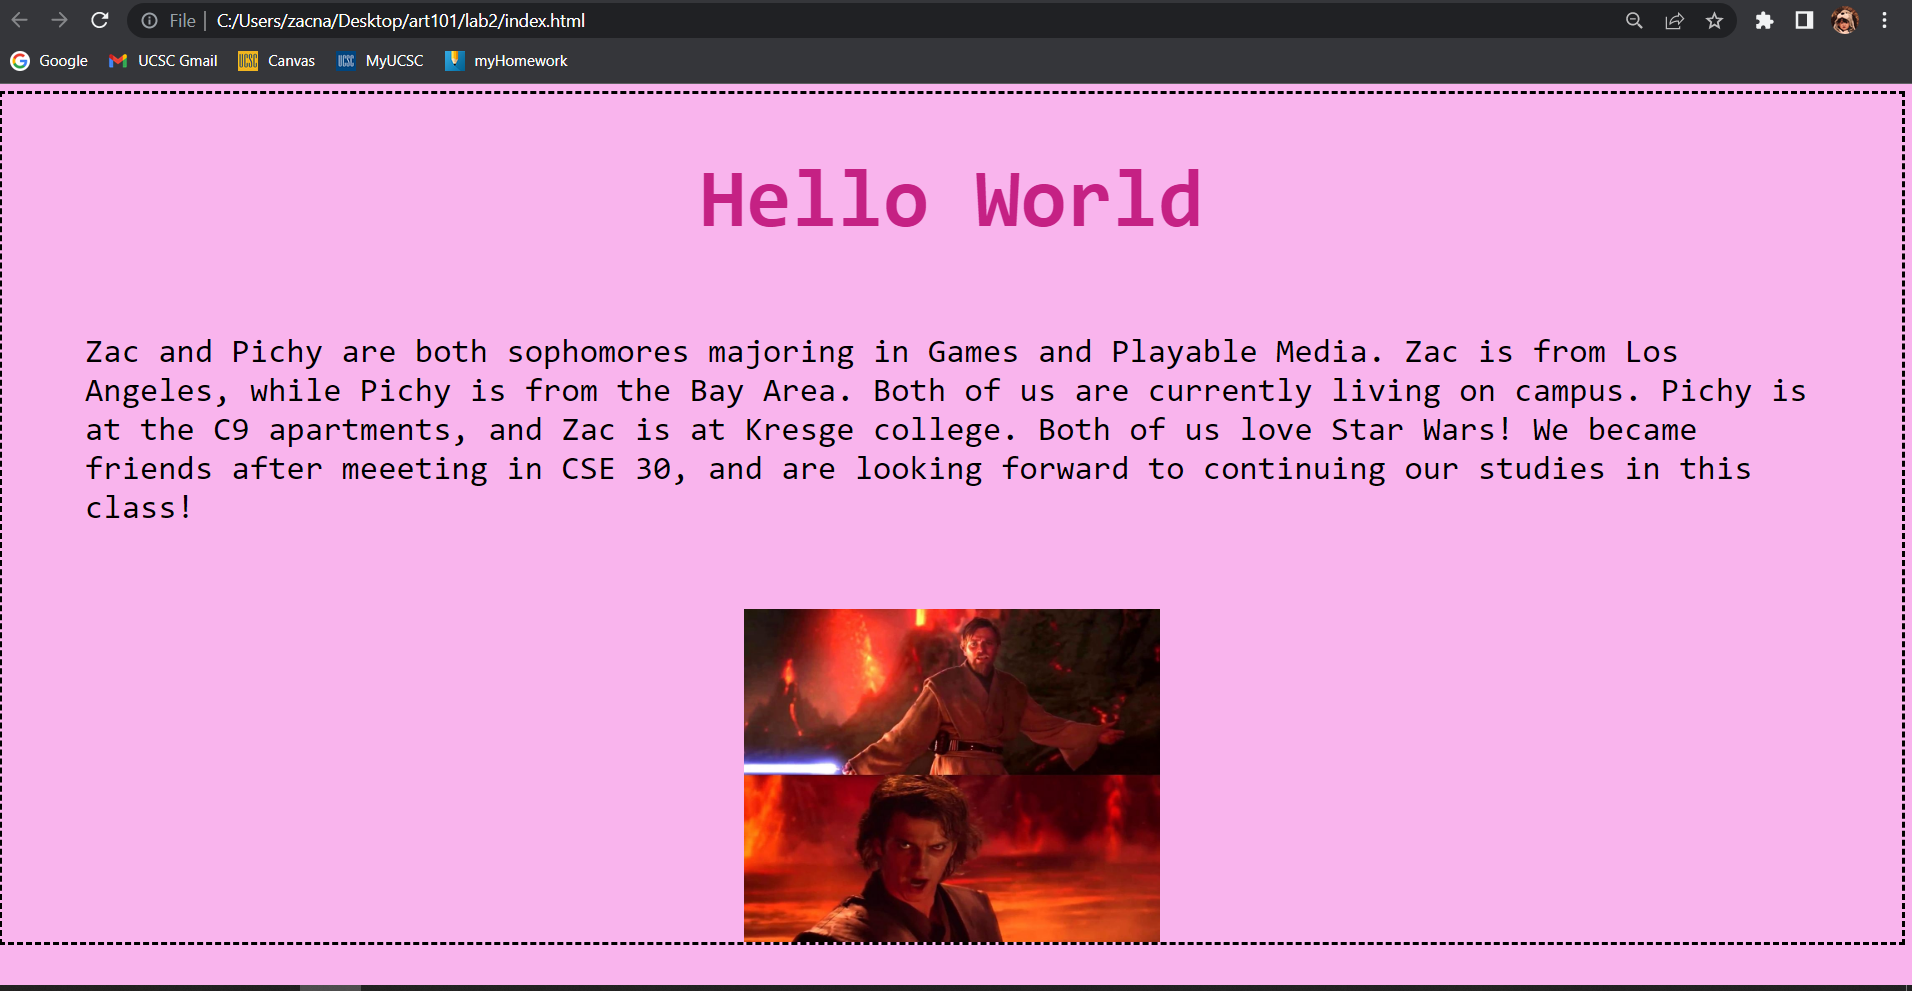 File | C:/Users/zacna/Desktop/art101/lab2/index.html
Google UCSC Gmail UCSC Canvas UCSC MyUCSC myHomework
Hello World
Zac and Pichy are both sophomores majoring in Games and Playable Media. Zac is from Los
Angeles, while Pichy is from the Bay Area. Both of us are currently living on campus. Pichy is
at the C9 apartments, and Zac is at Kresge college. Both of us love Star Wars! We became
friends after meeeting in CSE 30, and are looking forward to continuing our studies in this
class!